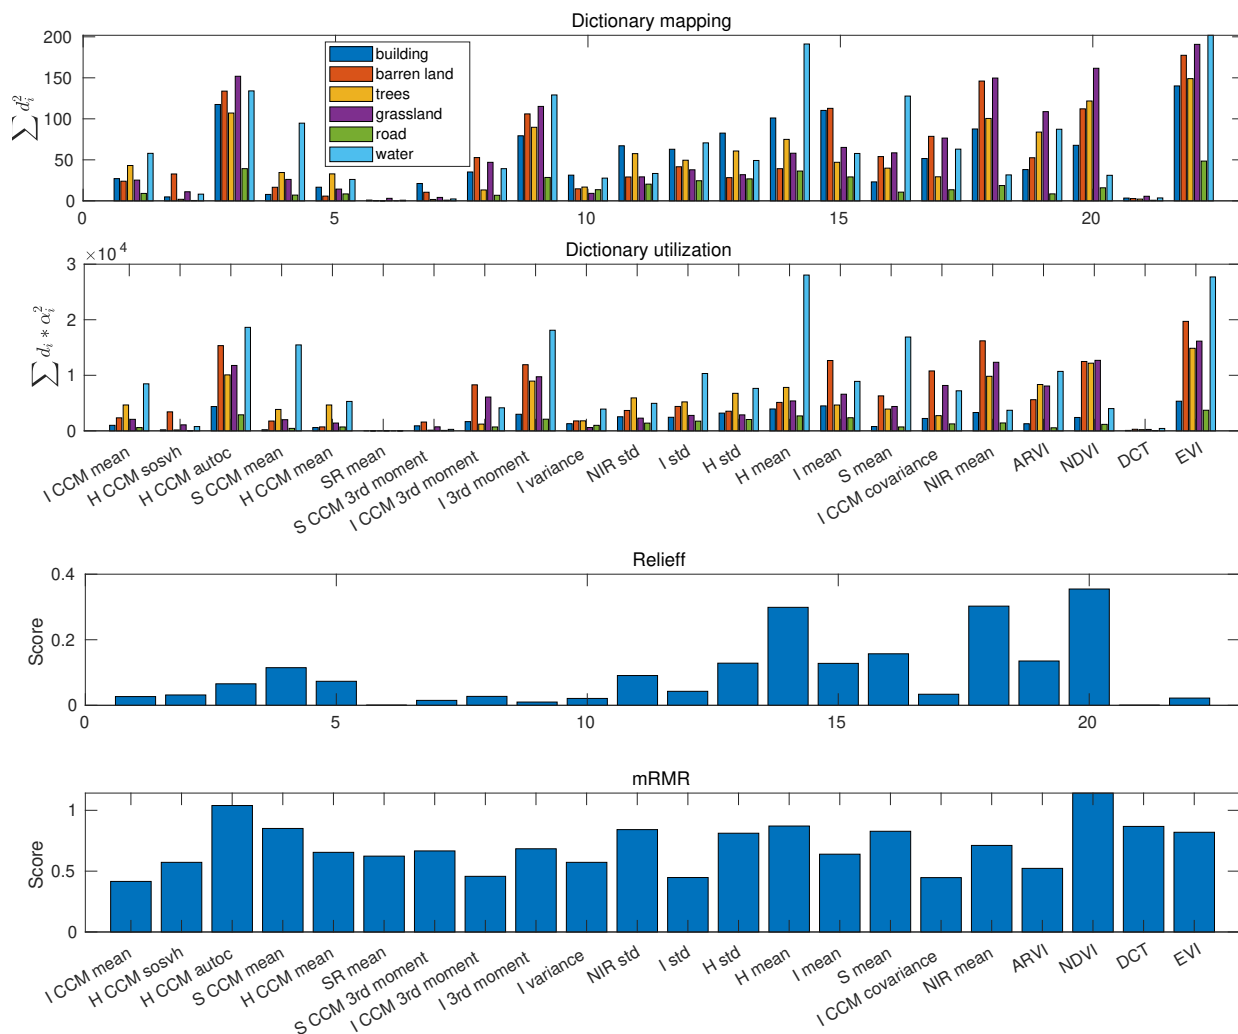 Dictionary mapping
∑ d_i^2
200
150
100
50
0
building
barren land
trees
grassland
road
water
0 5 10 15 20
Dictionary utilization
×10^4
∑ d_i * α_i^2
3
2
1
0
I CCM mean
H CCM sosvh
H CCM autoc
S CCM mean
H CCM mean
SR mean
S CCM 3rd moment
I CCM 3rd moment
I 3rd moment
I variance
NIR std
I std
H std
H mean
I mean
S mean
I CCM covariance
NIR mean
ARVI
NDVI
DCT
EVI
Relieff
Score
0.4
0.2
0
0 5 10 15 20
mRMR
Score
1
0.5
0
I CCM mean
H CCM sosvh
H CCM autoc
S CCM mean
H CCM mean
SR mean
S CCM 3rd moment
I CCM 3rd moment
I 3rd moment
I variance
NIR std
I std
H std
H mean
I mean
S mean
I CCM covariance
NIR mean
ARVI
NDVI
DCT
EVI